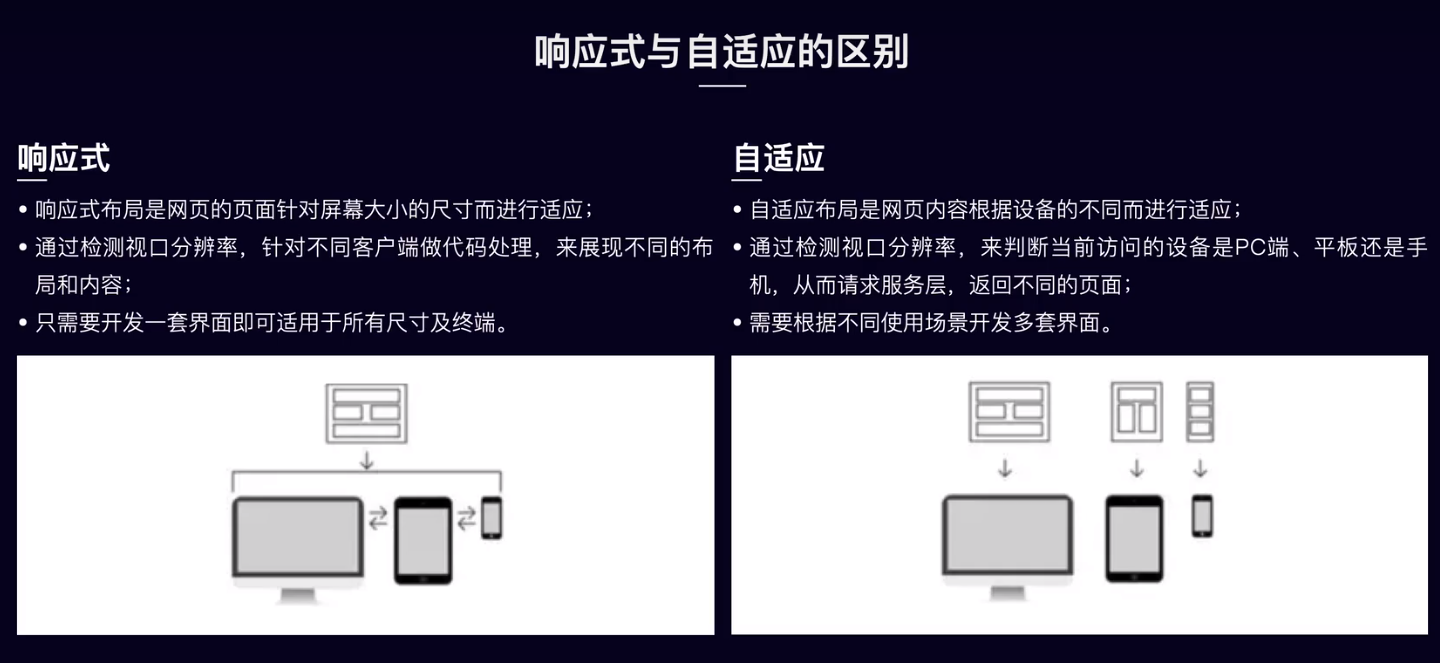 响应式与自适应的区别
响应式
• 响应式布局是网页的页面针对屏幕大小的尺寸而进行适应；
• 通过检测视口分辨率，针对不同客户端做代码处理，来展现不同的布
局和内容；
• 只需要开发一套界面即可适用于所有尺寸及终端。
自适应
• 自适应布局是网页内容根据设备的不同而进行适应；
• 通过检测视口分辨率，来判断当前访问的设备是PC端、平板还是手
机，从而请求服务层，返回不同的页面；
• 需要根据不同使用场景开发多套界面。